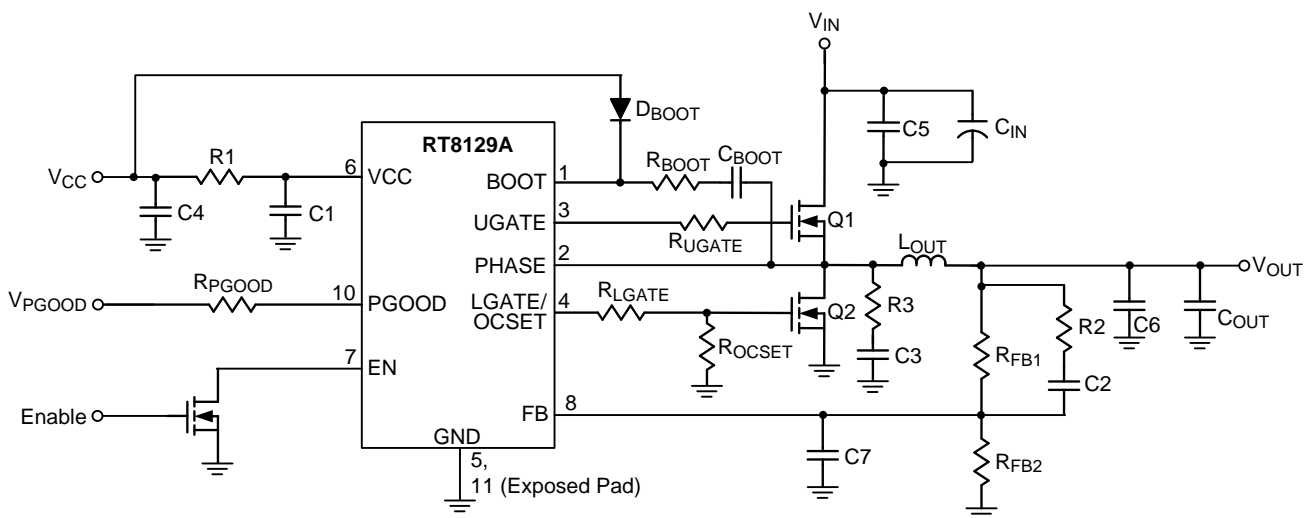 VIN
DBOOT
C5
CIN
RT8129A
R1
6
VCC
BOOT
1
RBOOT
CBOOT
VCC
C4
C1
UGATE
3
RUGATE
Q1
PHASE
2
LOUT
VOUT
RPGOOD
VPGOOD
10
PGOOD
LGATE/
OCSET
4
RLGATE
Q2
R3
ROCSET
C3
RFB1
R2
C2
C6
COUT
7
EN
Enable
FB
8
GND
5,
11 (Exposed Pad)
C7
RFB2